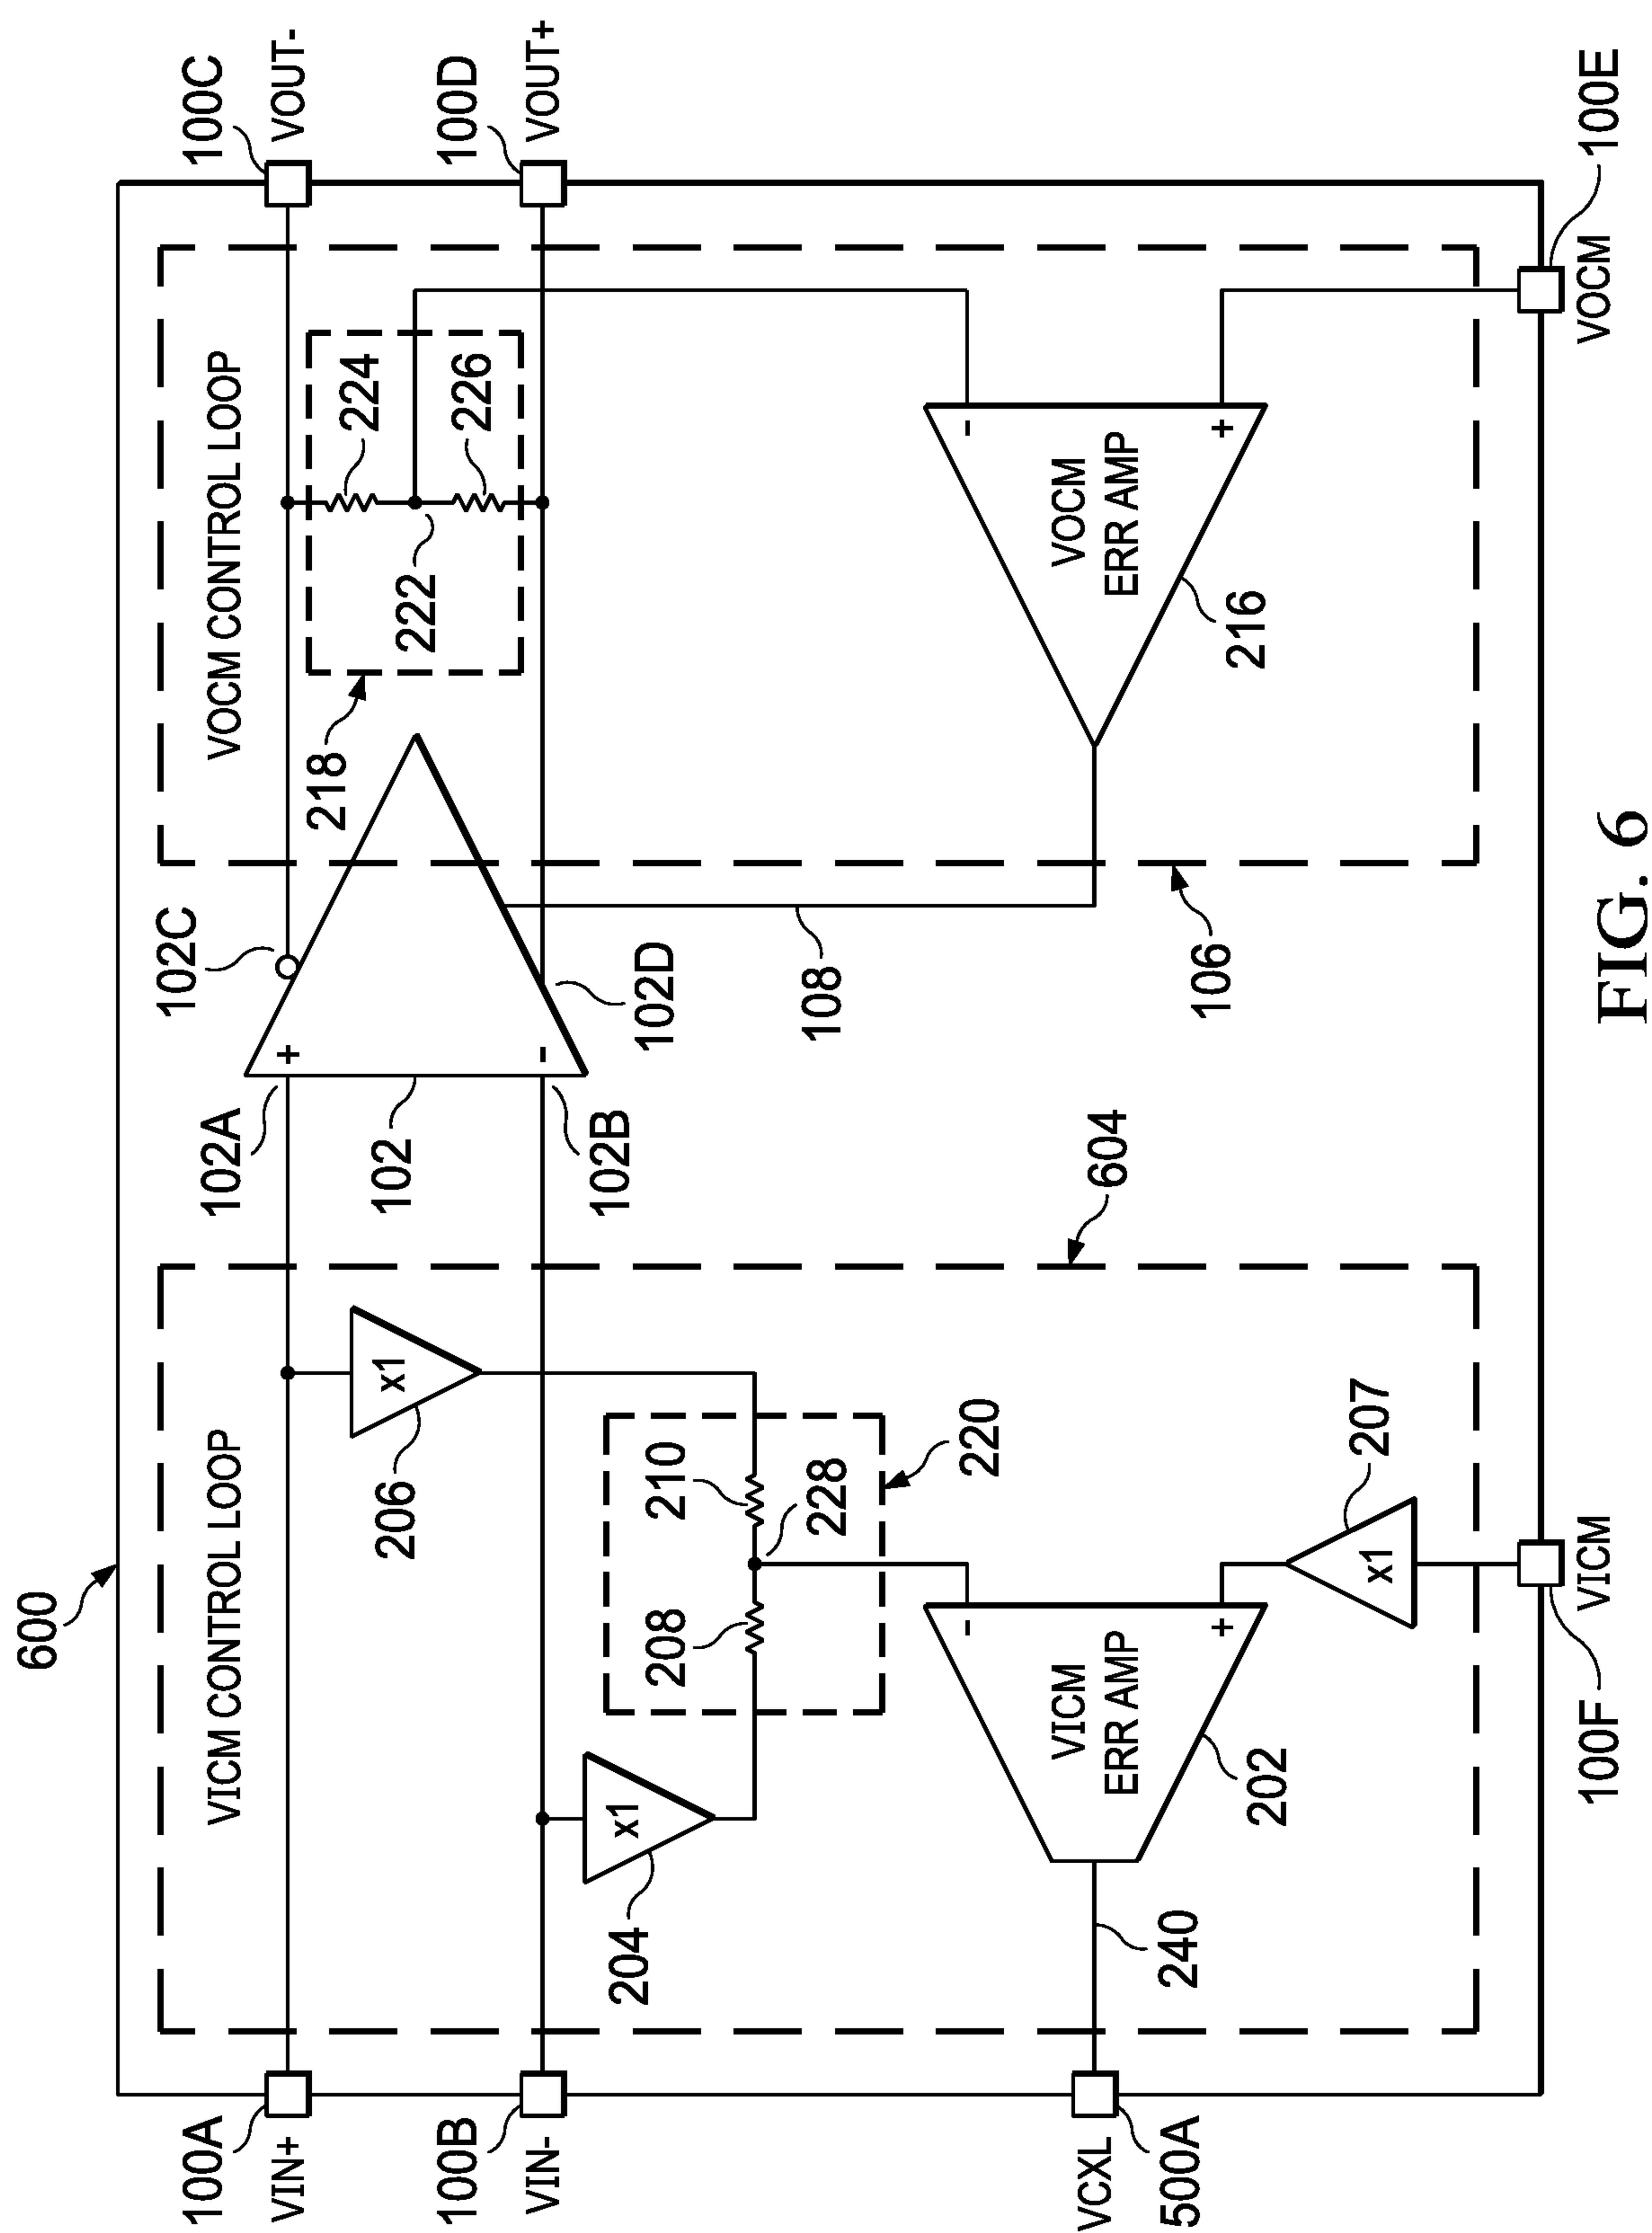 600
100A
VIN+
100B
VIN-
VCXL
500A
VICM CONTROL LOOP
206
x1
204
x1
220
210
208
228
VICM
ERR AMP
-
+
202
240
207
x1
604
100F
VICM
102A
102
102B
+
-
102C
102D
108
106
VOCM CONTROL LOOP
218
224
222
226
VOCM
ERR AMP
-
+
216
100C
VOUT-
100D
VOUT+
100E
VOCM
FIG. 6